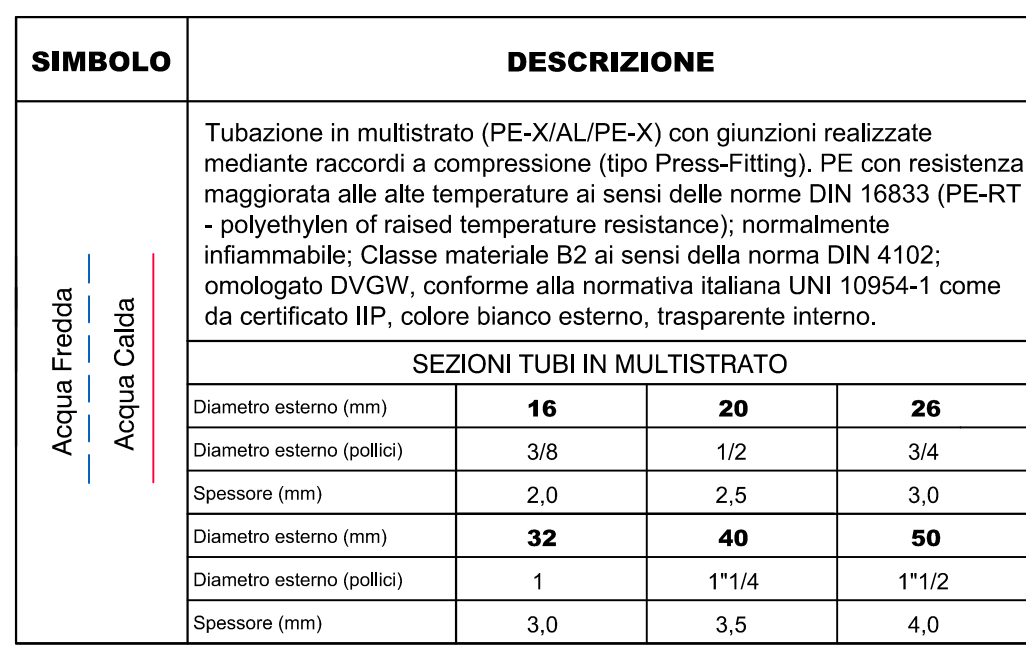 SIMBOLO DESCRIZIONE
Tubazione in multistrato (PE-X/AL/PE-X) con giunzioni realizzate
mediante raccordi a compressione (tipo Press-Fitting). PE con resistenza
maggiorata alle alte temperature ai sensi delle norme DIN 16833 (PE-RT
- polyethylen of raised temperature resistance); normalmente
infiammabile; Classe materiale B2 ai sensi della norma DIN 4102;
omologato DVGW, conforme alla normativa italiana UNI 10954-1 come
da certificato IIP, colore bianco esterno, trasparente interno.
Acqua Fredda
Acqua Calda
SEZIONI TUBI IN MULTISTRATO
Diametro esterno (mm) 16 20 26
Diametro esterno (pollici) 3/8 1/2 3/4
Spessore (mm) 2,0 2,5 3,0
Diametro esterno (mm) 32 40 50
Diametro esterno (pollici) 1 1"1/4 1"1/2
Spessore (mm) 3,0 3,5 4,0